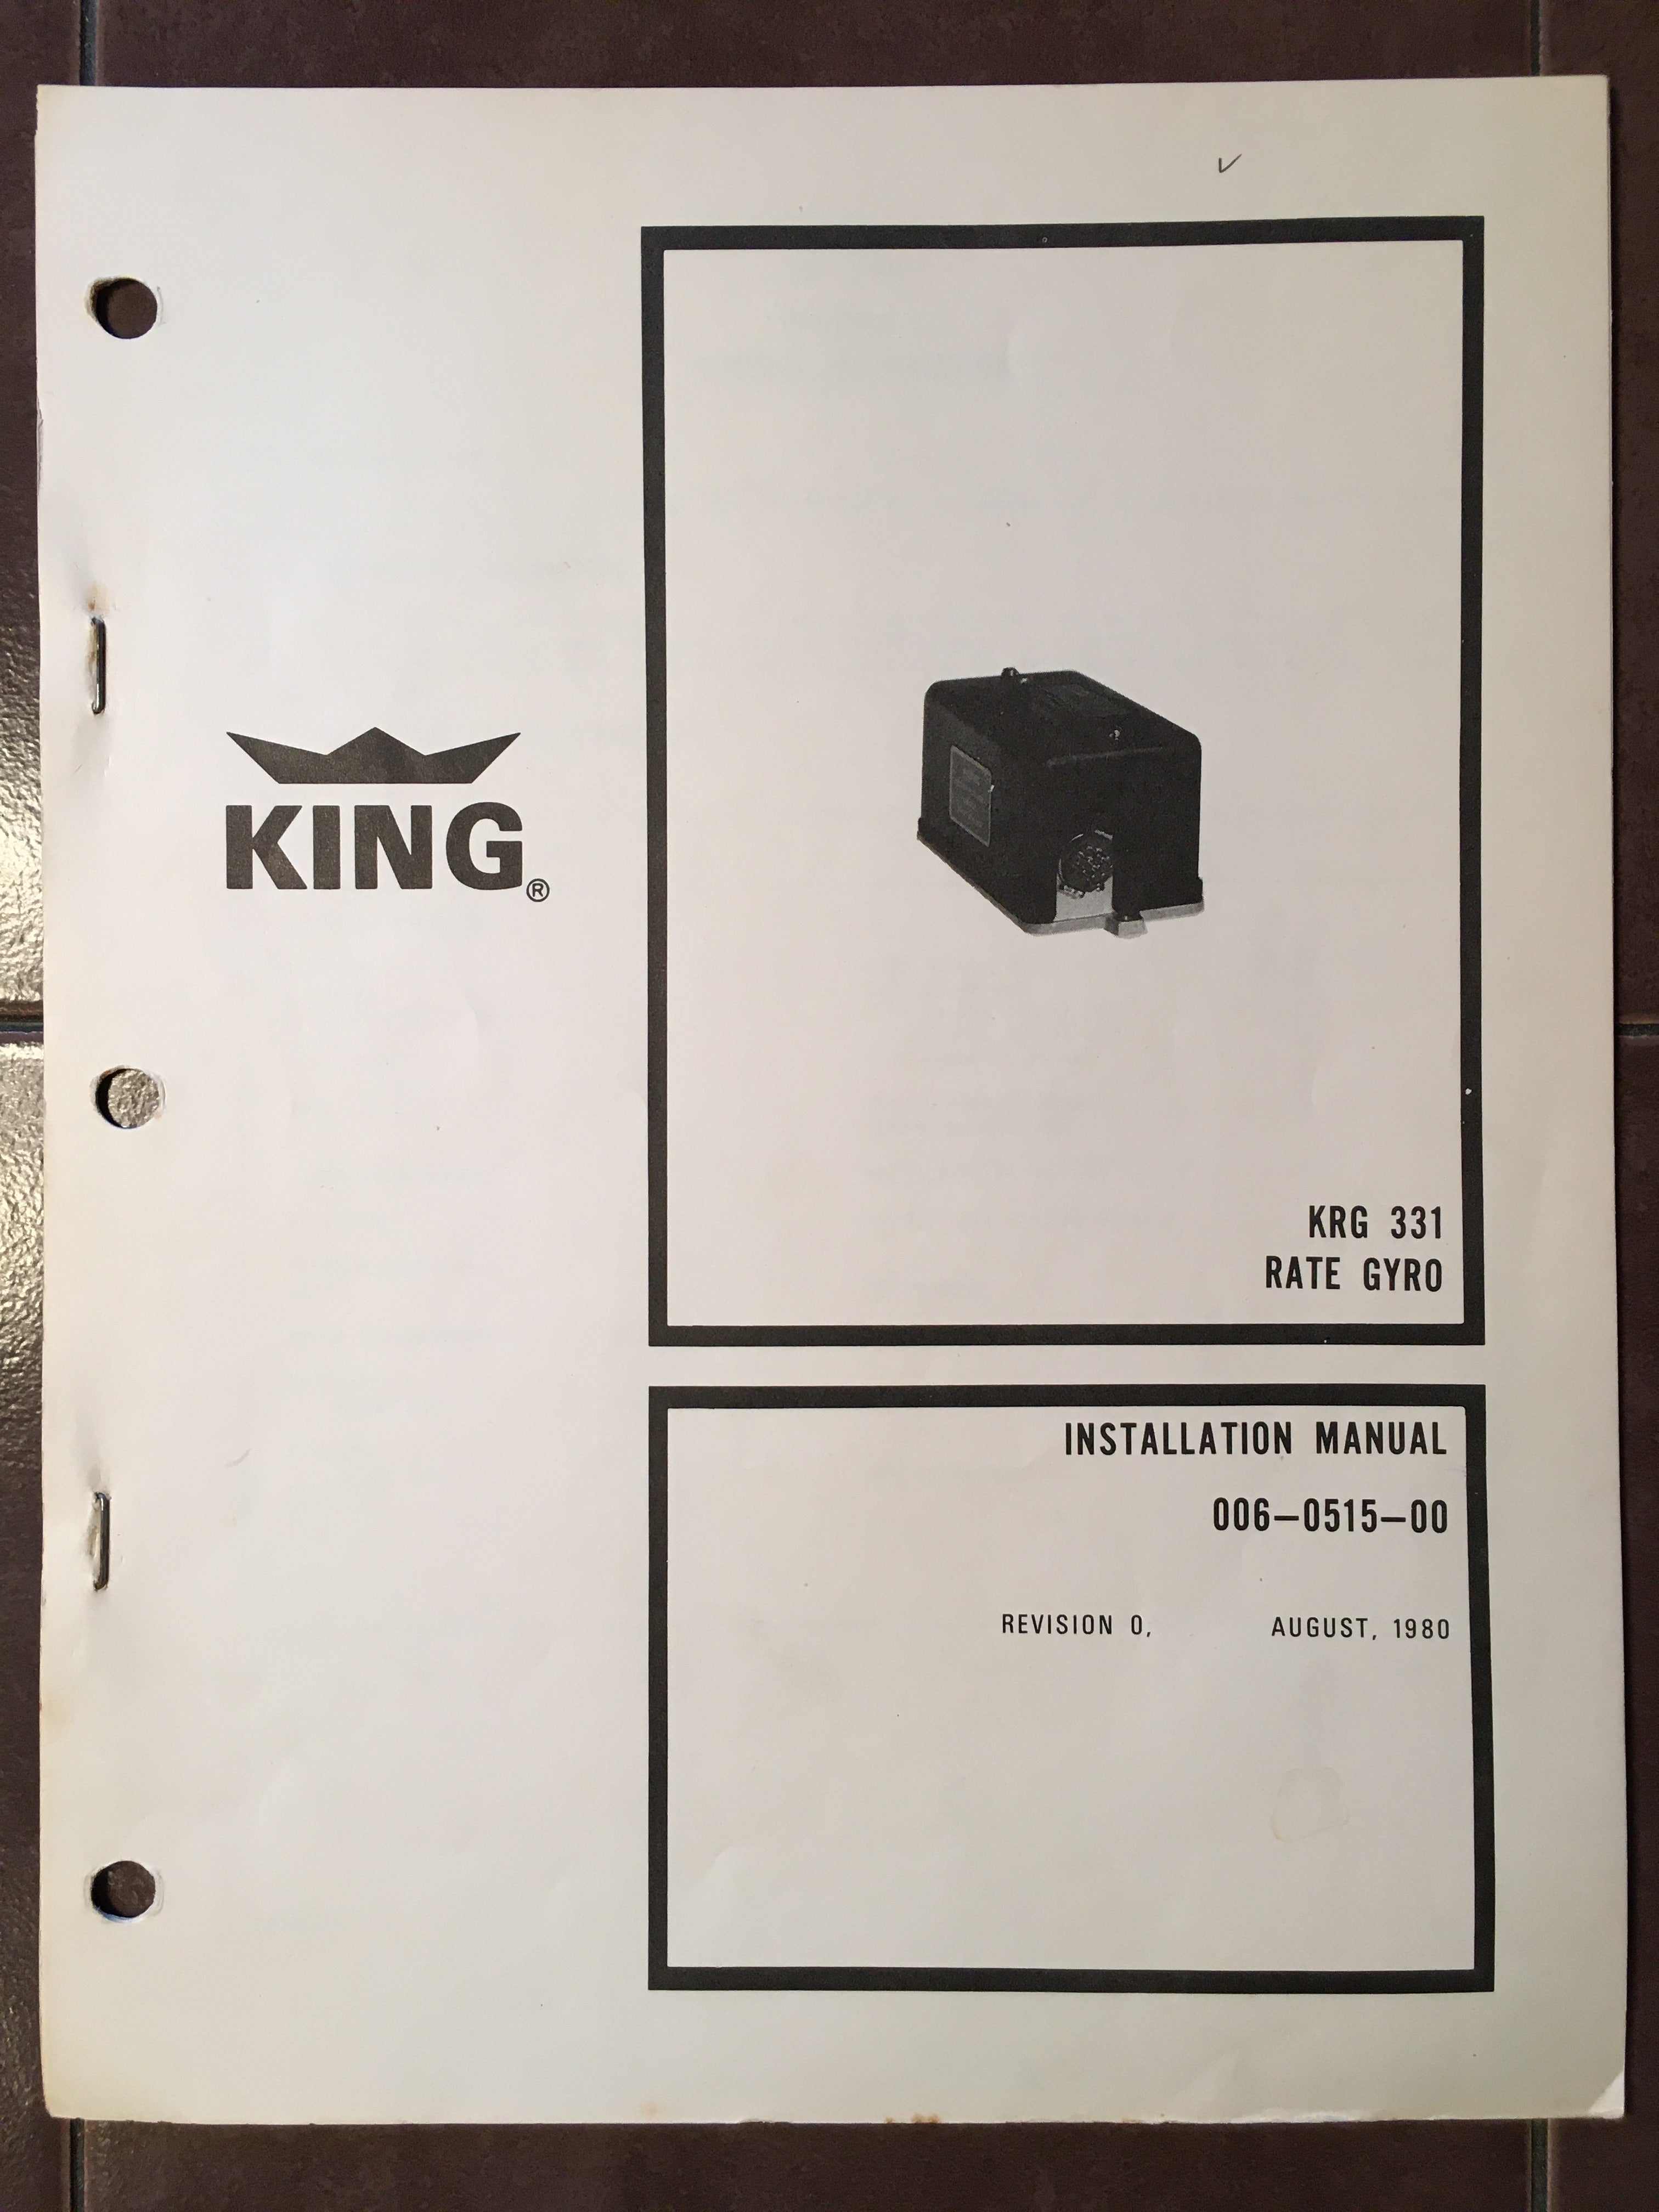 KING®
KRG 331
RATE GYRO
INSTALLATION MANUAL
006–0515–00
REVISION 0, AUGUST, 1980